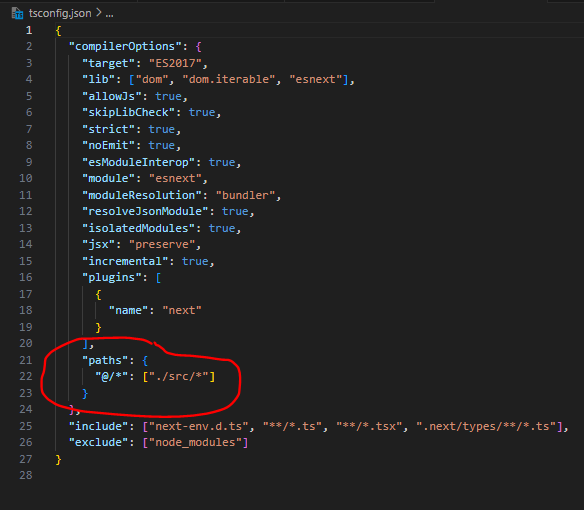 tsconfig.json > ...
1 {
2 "compilerOptions": {
3 "target": "ES2017",
4 "lib": ["dom", "dom.iterable", "esnext"],
5 "allowJs": true,
6 "skipLibCheck": true,
7 "strict": true,
8 "noEmit": true,
9 "esModuleInterop": true,
10 "module": "esnext",
11 "moduleResolution": "bundler",
12 "resolveJsonModule": true,
13 "isolatedModules": true,
14 "jsx": "preserve",
15 "incremental": true,
16 "plugins": [
17 {
18 "name": "next"
19 }
20 ],
21 "paths": {
22 "@/*": ["./src/*"]
23 }
24 },
25 "include": ["next-env.d.ts", "**/*.ts", "**/*.tsx", ".next/types/**/*.ts"],
26 "exclude": ["node_modules"]
27 }
28